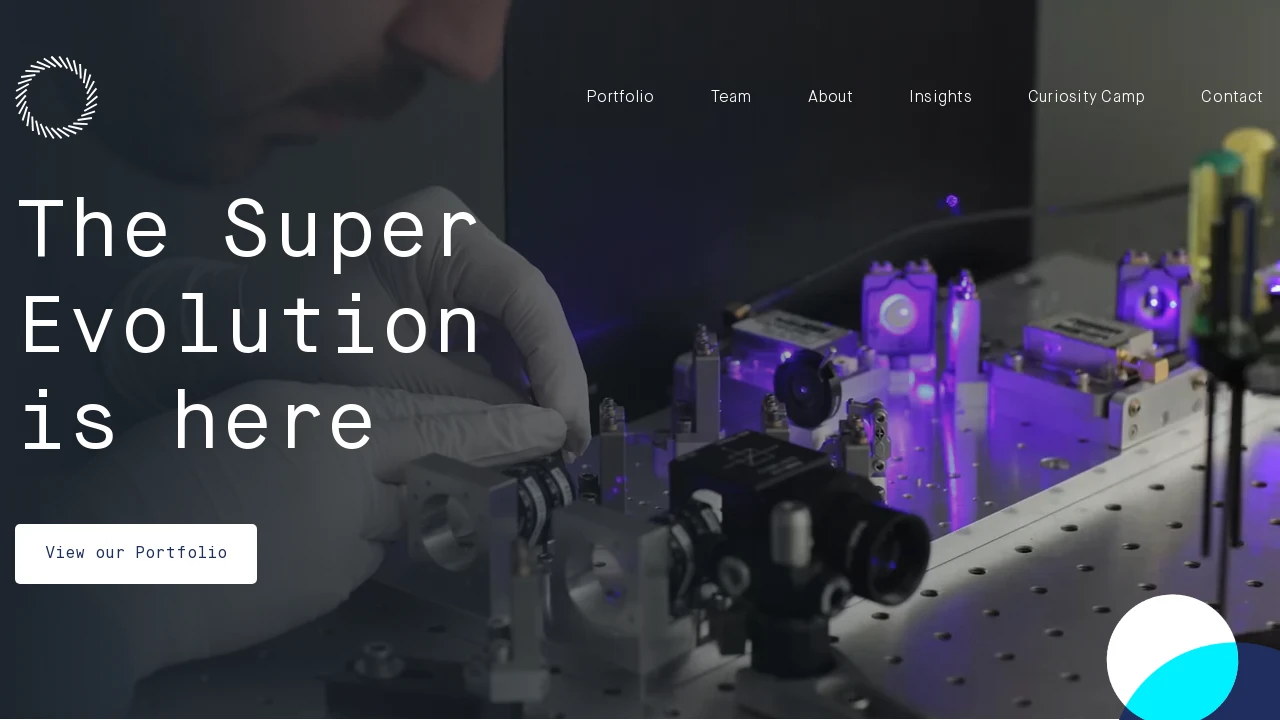 Portfolio Team About Insights Curiosity Camp Contact
The Super
Evolution
is here
View our Portfolio